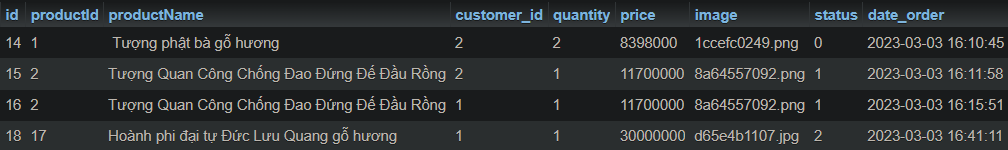 id productId productName customer_id quantity price image status date_order
14 1 Tượng phật bà gỗ hương 2 2 8398000 1ccefc0249.png 0 2023-03-03 16:10:45
15 2 Tượng Quan Công Chống Đao Đứng Đế Đầu Rồng 2 1 11700000 8a64557092.png 1 2023-03-03 16:11:58
16 2 Tượng Quan Công Chống Đao Đứng Đế Đầu Rồng 1 1 11700000 8a64557092.png 1 2023-03-03 16:15:51
18 17 Hoành phi đại tự Đức Lưu Quang gỗ hương 1 1 30000000 d65e4b1107.jpg 2 2023-03-03 16:41:11